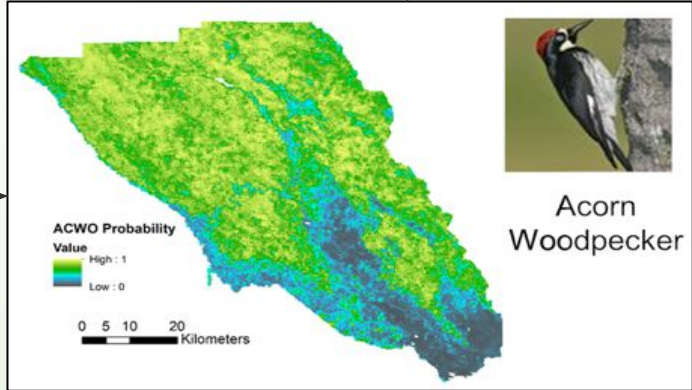 Acorn
Woodpecker
ACWO Probability
Value
High : 1
Low : 0
0 5 10 20
Kilometers